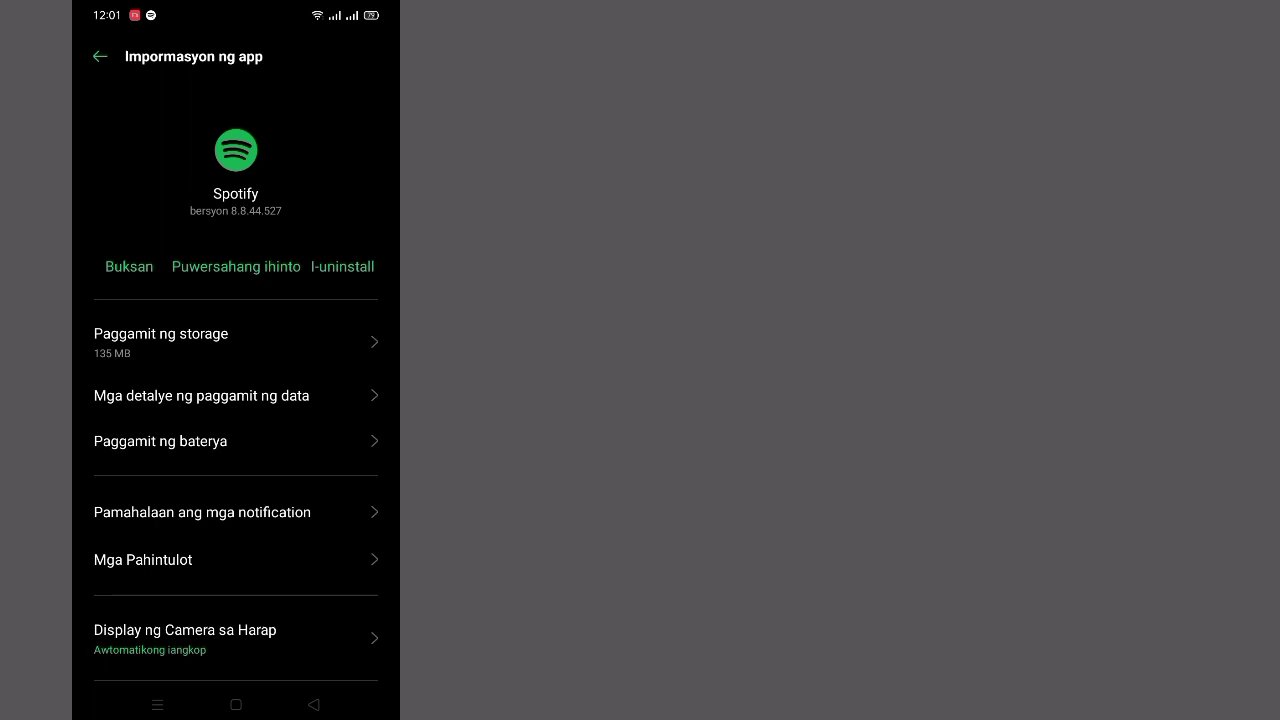 12:01
79
Impormasyon ng app
Spotify
bersyon 8.8.44.527
Buksan Puwersahang ihinto I-uninstall
Paggamit ng storage
135 MB
Mga detalye ng paggamit ng data
Paggamit ng baterya
Pamahalaan ang mga notification
Mga Pahintulot
Display ng Camera sa Harap
Awtomatikong iangkop